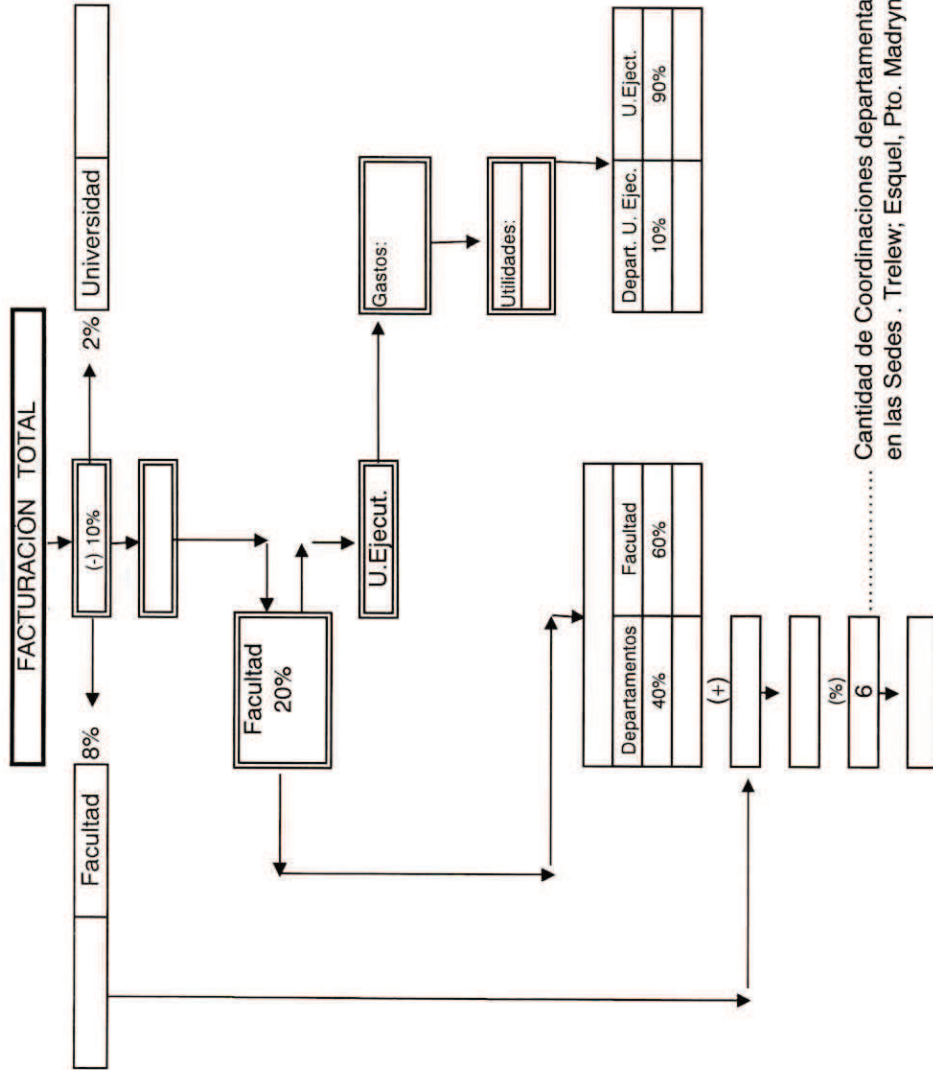 FACTURACIÓN TOTAL
Facultad
8%
(-) 10%
2%
Universidad
Facultad
20%
U.Ejecut.
Gastos:
Utilidades:
Depart. U. Ejec.
U.Eject.
10%
90%
Departamentos
Facultad
40%
60%
(+)
(%)
6
Cantidad de Coordinaciones departamenta
en las Sedes . Trelew; Esquel, Pto. Madryn